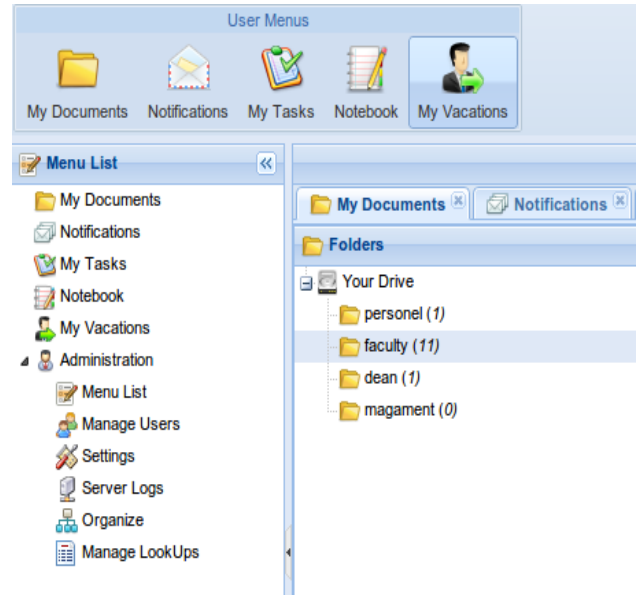 User Menus
My Documents Notifications My Tasks Notebook My Vacations
Menu List
My Documents
Notifications
My Tasks
Notebook
My Vacations
Administration
Menu List
Manage Users
Settings
Server Logs
Organize
Manage LookUps
My Documents Notifications
Folders
Your Drive
personel (1)
faculty (11)
dean (1)
magament (0)